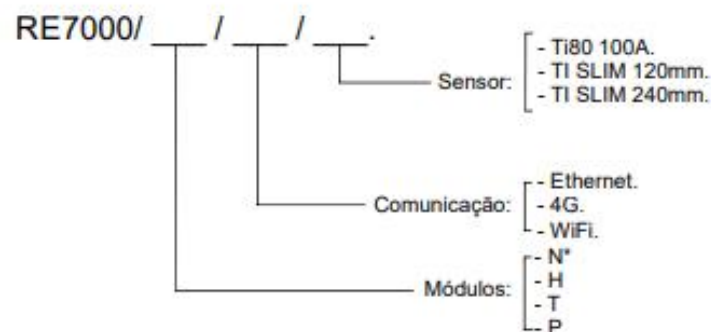 RE7000/ ___ / ___ / ___.
Sensor:
- Ti80 100A.
- TI SLIM 120mm.
- TI SLIM 240mm.
Comunicação:
- Ethernet.
- 4G.
- WiFi.
Módulos:
- N*
- H
- T
- P